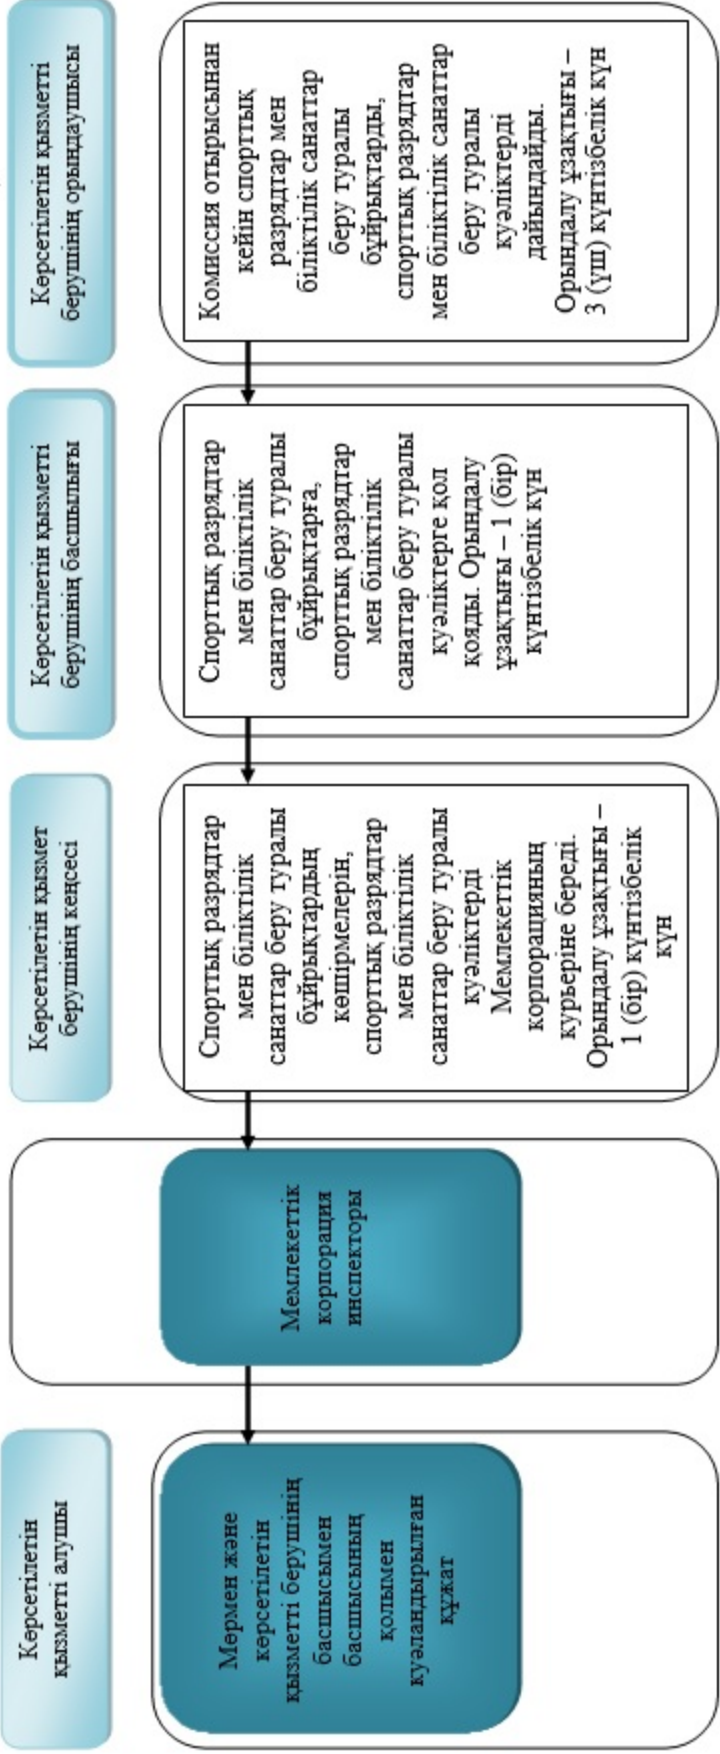 Көрсетілетін қызметті
берушінің орындаушысы
Комиссия отырысынан
кейін спорттық
разрядтар мен
біліктілік санаттар
беру туралы
бұйрықтарды,
спорттық разрядтар
мен біліктілік санаттар
беру туралы
куәліктерді
дайындайды.
Орындалу ұзақтығы –
3 (үш) күнтізбелік күн
Көрсетілетін қызметті
берушінің басшылығы
Спорттық разрядтар
мен біліктілік
санаттар беру туралы
бұйрықтарға,
спорттық разрядтар
мен біліктілік
санаттар беру туралы
куәліктерге қол
қояды. Орындалу
ұзақтығы – 1 (бір)
күнтізбелік күн
Көрсетілетін қызмет
берушінің кеңсесі
Спорттық разрядтар
мен біліктілік
санаттар беру туралы
бұйрықтардың
көшірмелерін,
спорттық разрядтар
мен біліктілік
санаттар беру туралы
куәліктерді
Мемлекеттік
корпорацияның
курьеріне береді.
Орындалу ұзақтығы –
1 (бір) күнтізбелік
күн
Мемлекеттік
корпорация
инспекторы
Көрсетілетін
қызметті алушы
Мөрмен және
көрсетілетін
қызметті берушінің
басшысымен
басшысының
қолымен
куәландырылған
құжат